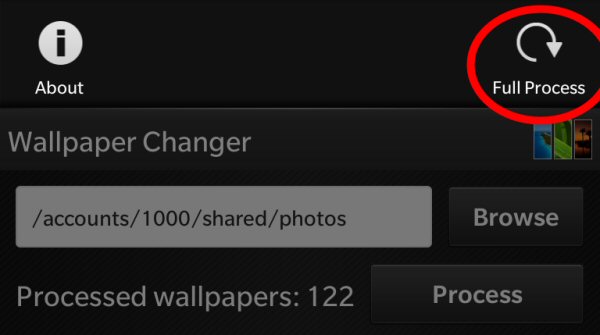 About
Full Process
Wallpaper Changer
/accounts/1000/shared/photos
Browse
Processed wallpapers: 122
Process